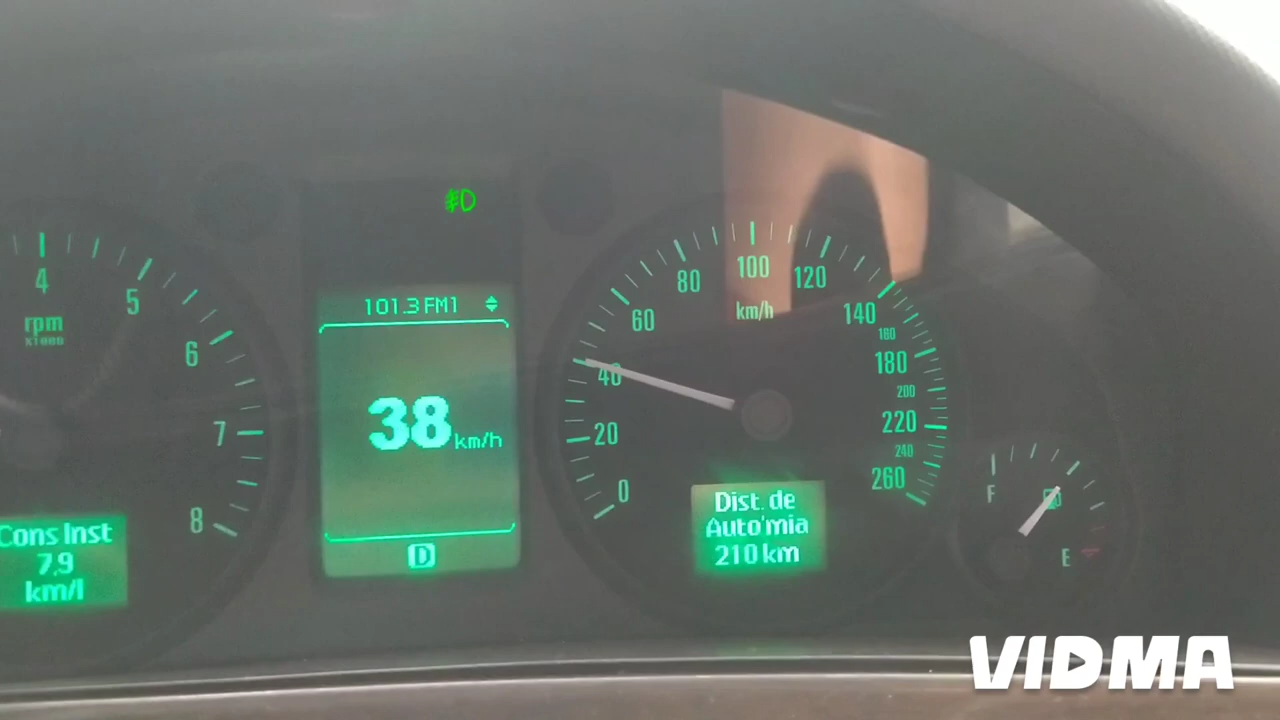 4
5
6
7
8
rpm
x1000
Cons Inst
7,9
km/l
101.3 FM1
38 km/h
D
0
20
40
60
80
100
120
140
160
180
200
220
240
260
km/h
Dist. de
Auto'mia
210 km
F
E
VIDMA